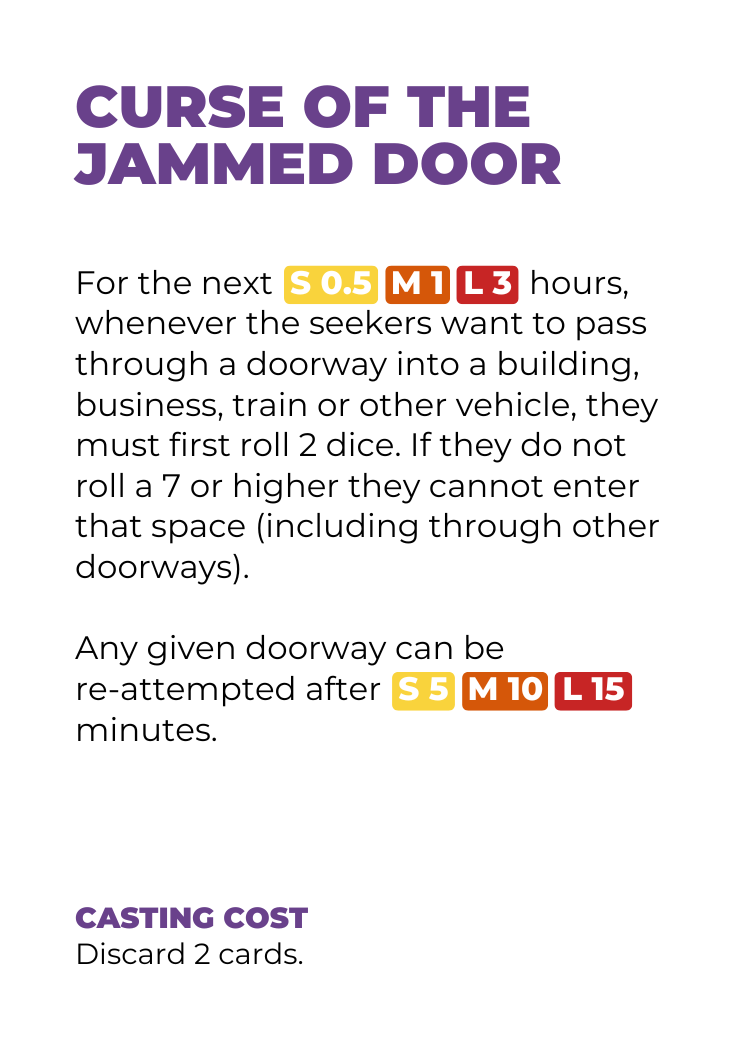 CURSE OF THE
JAMMED DOOR
For the next S 0.5 M 1 L 3 hours,
whenever the seekers want to pass
through a doorway into a building,
business, train or other vehicle, they
must first roll 2 dice. If they do not
roll a 7 or higher they cannot enter
that space (including through other
doorways).
Any given doorway can be
re-attempted after S 5 M 10 L 15
minutes.
CASTING COST
Discard 2 cards.